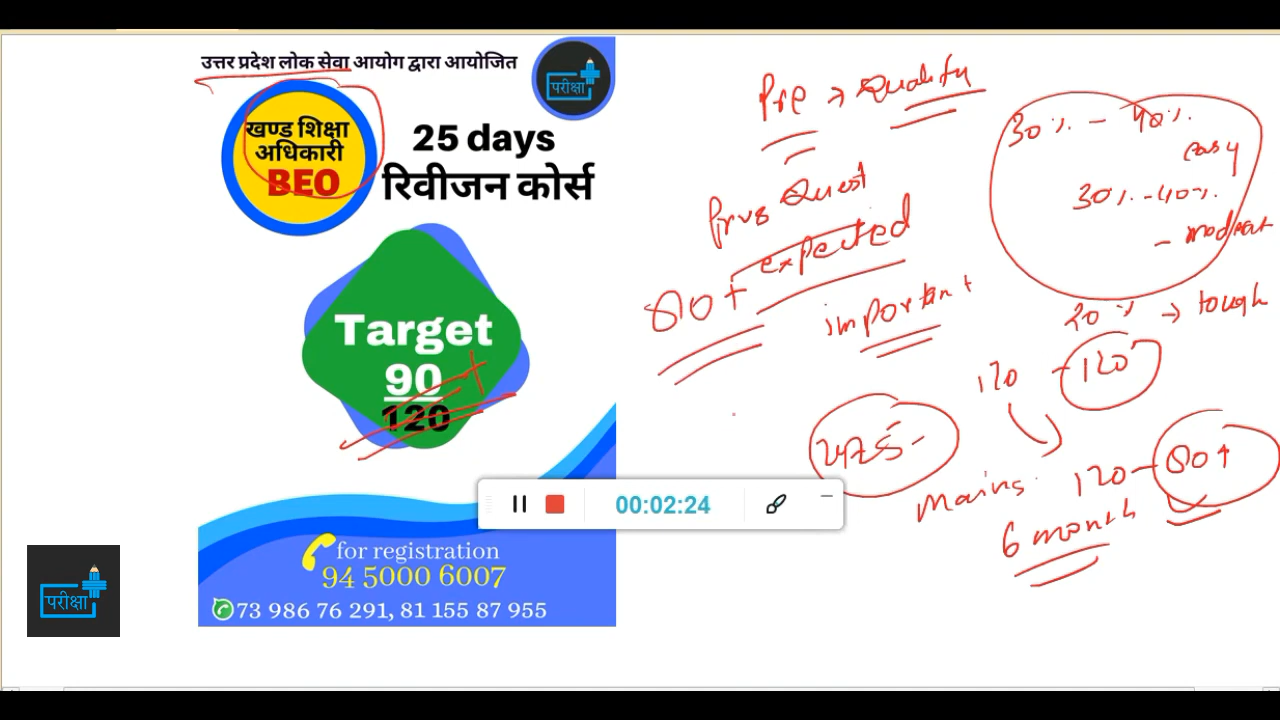 उत्तर प्रदेश लोक सेवा आयोग द्वारा आयोजित
परीक्षा
खण्ड शिक्षा
अधिकारी
BEO
25 days
रिवीजन कोर्स
Target
90
120
for registration
94 5000 6007
73 986 76 291, 81 155 87 955
परीक्षा
00:02:24
Pre → Qualify
Quest
expected
80+
important
30% - 40%
easy
30% - 40%
20% → tough
120 - 120
Mains 120 - 80+
6 month